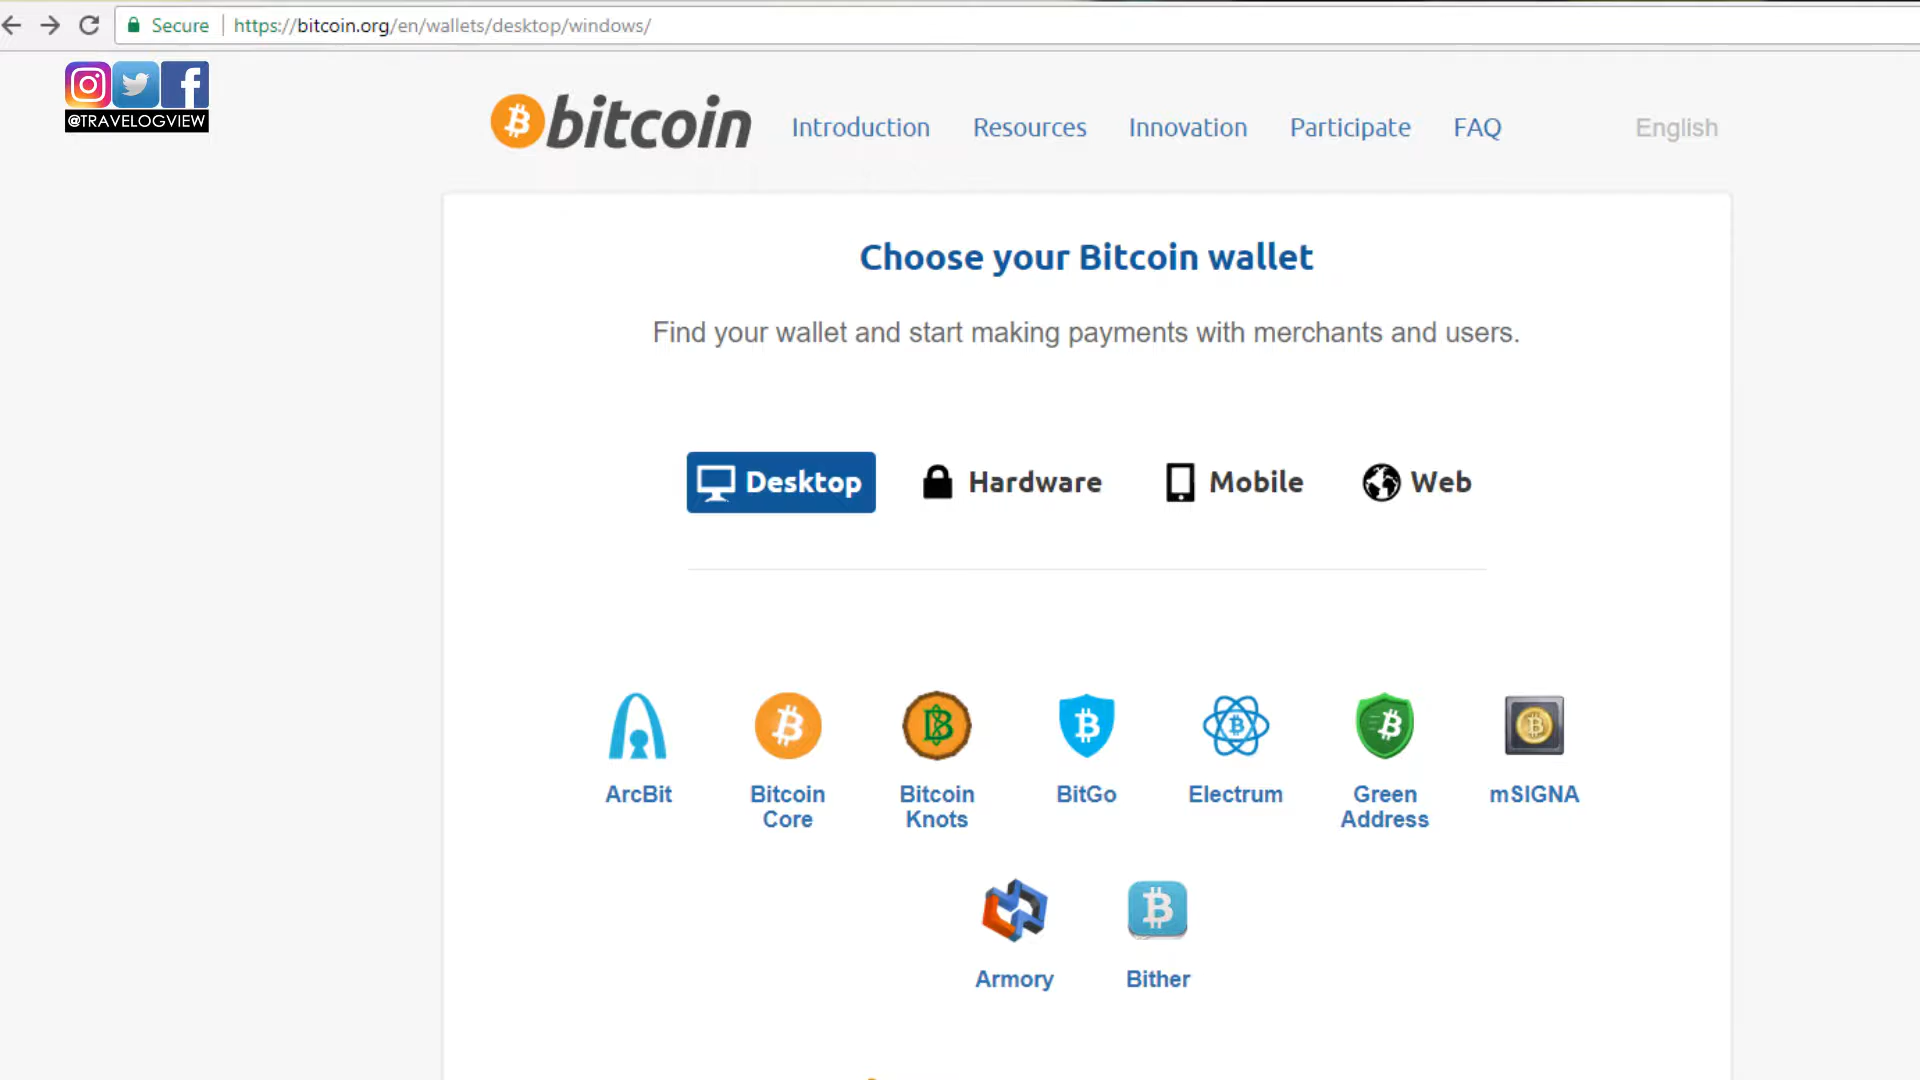 Secure | https://bitcoin.org/en/wallets/desktop/windows/
@TRAVELOGVIEW
bitcoin Introduction Resources Innovation Participate FAQ English
Choose your Bitcoin wallet
Find your wallet and start making payments with merchants and users.
Desktop Hardware Mobile Web
ArcBit Bitcoin Bitcoin BitGo Electrum Green mSIGNA
Core Knots Address
Armory Bither